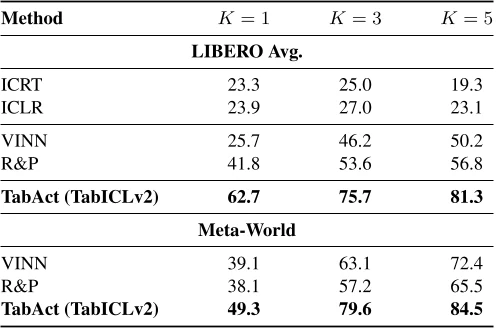 Method K = 1 K = 3 K = 5
LIBERO Avg.
ICRT 23.3 25.0 19.3
ICLR 23.9 27.0 23.1
VINN 25.7 46.2 50.2
R&P 41.8 53.6 56.8
TabAct (TabICLv2) 62.7 75.7 81.3
Meta-World
VINN 39.1 63.1 72.4
R&P 38.1 57.2 65.5
TabAct (TabICLv2) 49.3 79.6 84.5